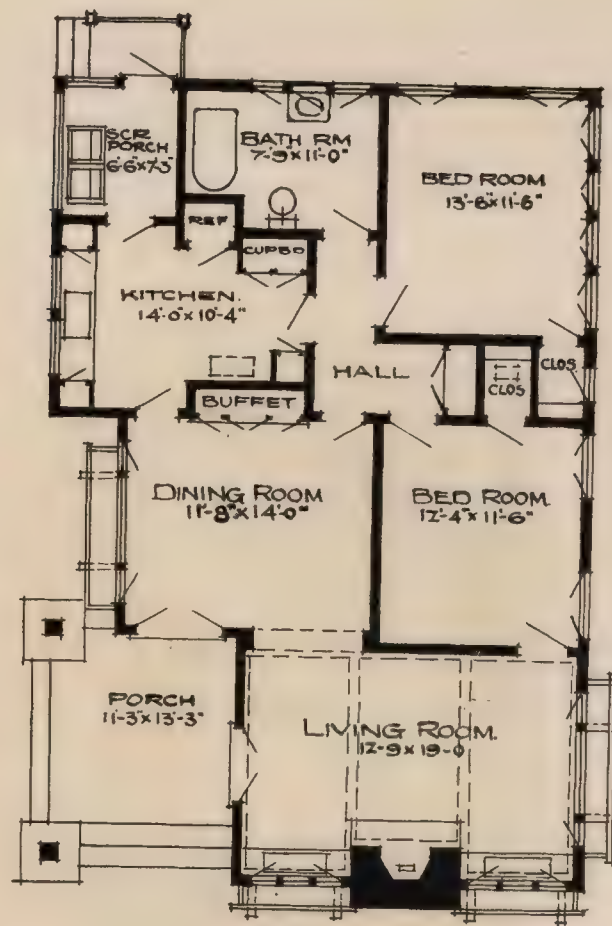 SCR
PORCH
6'-6"x7'-3"
BATH RM
7'-9"x11'-0"
BED ROOM
13'-6"x11'-6"
REF
CUPBD
KITCHEN.
14'-0"x10'-4"
HALL
CLOS
CLOS
BUFFET
DINING ROOM
11'-8"x14'-0"
BED ROOM.
12'-4"x11'-6"
PORCH
11'-3"x13'-3"
LIVING ROOM.
12-9x19-0